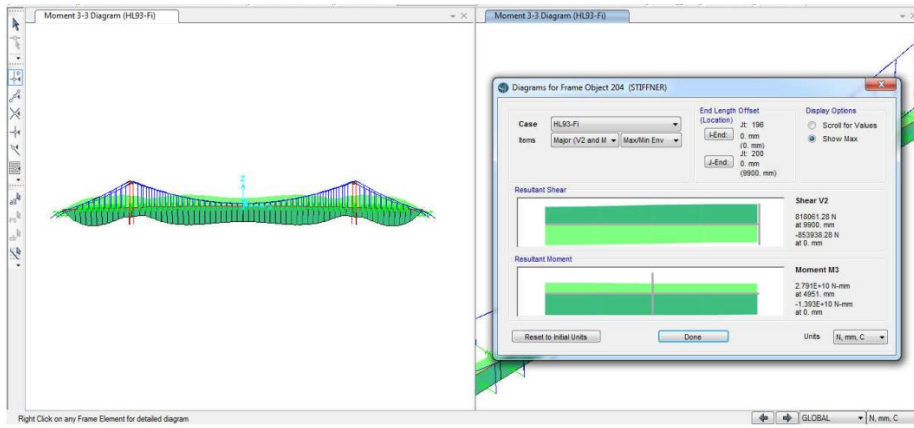 Moment 3-3 Diagram (HL93-Fi)
Z
Right Click on any Frame Element for detailed diagram
Moment 3-3 Diagram (HL93-Fi)
Diagrams for Frame Object 204 (STIFFNER)
Case HL93-Fi
Items Major (V2 and M Max/Min Env
End Length Offset
(Location)
I-End: Jt: 196
0. mm
(0. mm)
J-End: Jt: 200
0. mm
(9900. mm)
Display Options
Scroll for Values
Show Max
Resultant Shear
Shear V2
818061.28 N
at 9900. mm
-853938.28 N
at 0. mm
Resultant Moment
Moment M3
2.791E+10 N-mm
at 4951. mm
-1.393E+10 N-mm
at 0. mm
Reset to Initial Units Done Units N, mm, C
GLOBAL N, mm, C